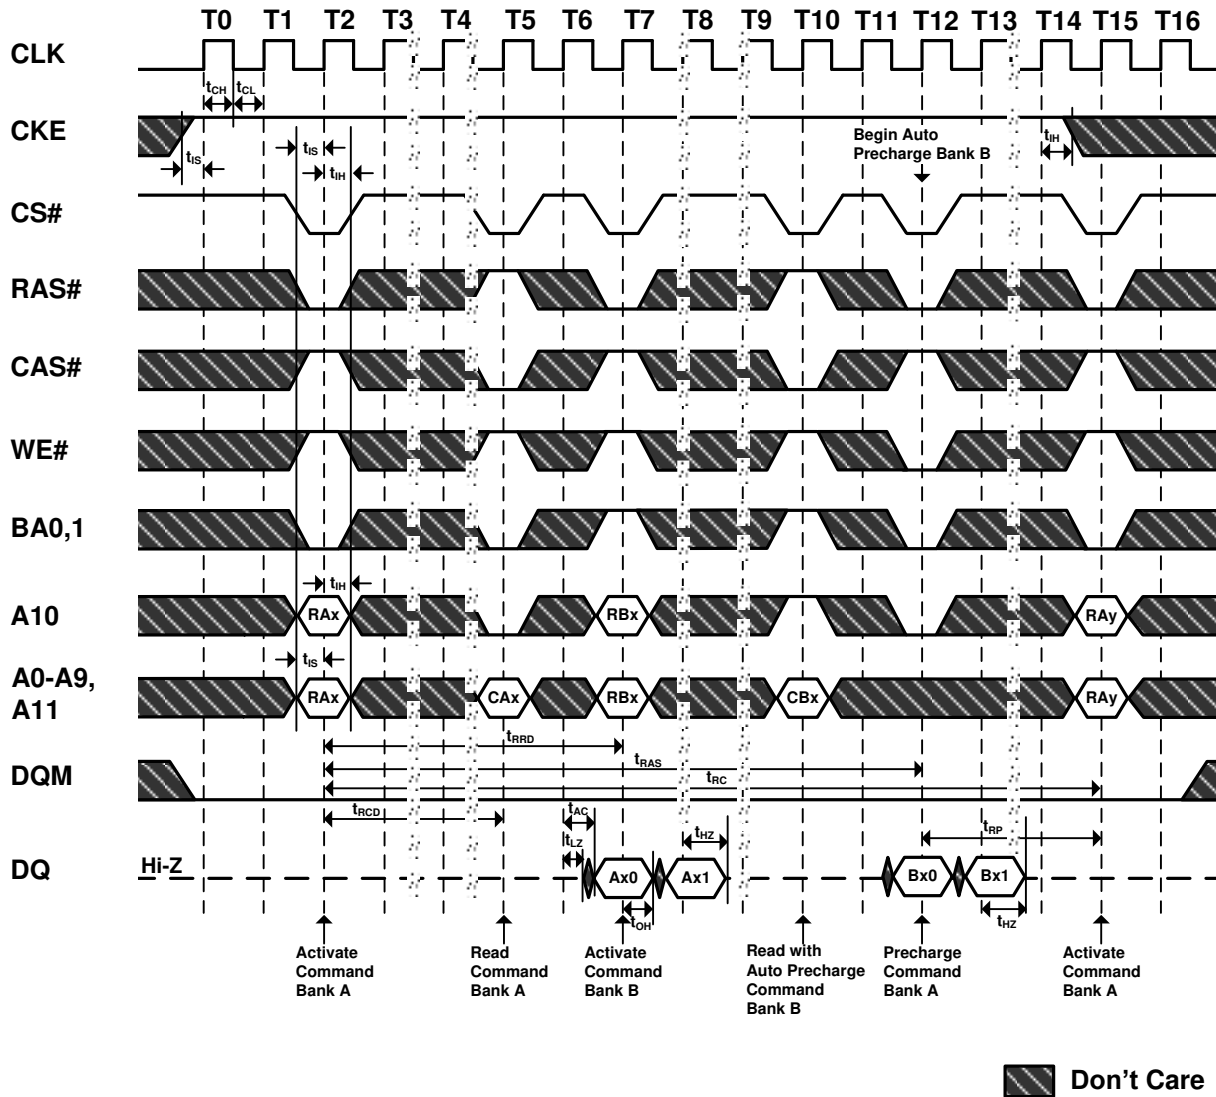 T0 T1 T2 T3 T4 T5 T6 T7 T8 T9 T10 T11 T12 T13 T14 T15 T16
CLK
tCH tCL
CKE
tIS
tIS
tIH
Begin Auto
Precharge Bank B
tIH
CS#
RAS#
CAS#
WE#
BA0,1
tIH
A10
RAx RBx RAy
tIS
A0-A9,
A11
RAx CAx RBx CBx RAy
tRRD
tRAS
tRC
DQM
tRCD
tAC
tLZ
tHZ
tRP
DQ
Hi-Z
Ax0 Ax1 Bx0 Bx1
tOH
tHZ
Activate
Command
Bank A
Read
Command
Bank A
Activate
Command
Bank B
Read with
Auto Precharge
Command
Bank B
Precharge
Command
Bank A
Activate
Command
Bank A
Don't Care